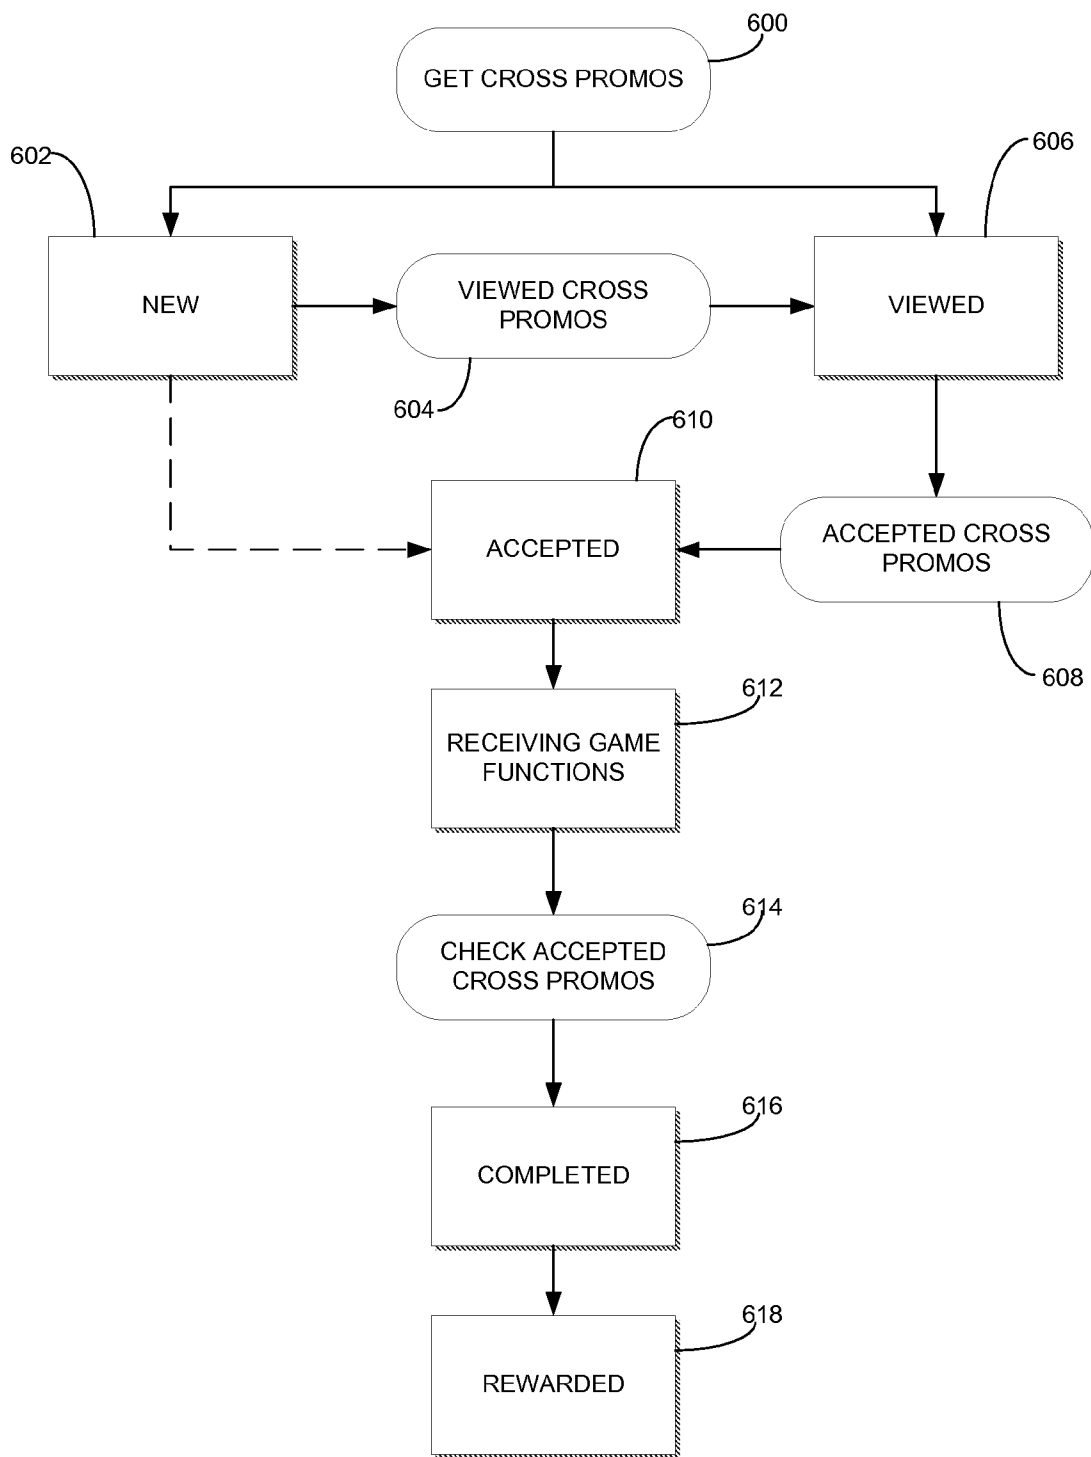 600
GET CROSS PROMOS
602
606
NEW
VIEWED CROSS
PROMOS
VIEWED
604
610
ACCEPTED
ACCEPTED CROSS
PROMOS
608
612
RECEIVING GAME
FUNCTIONS
614
CHECK ACCEPTED
CROSS PROMOS
616
COMPLETED
618
REWARDED